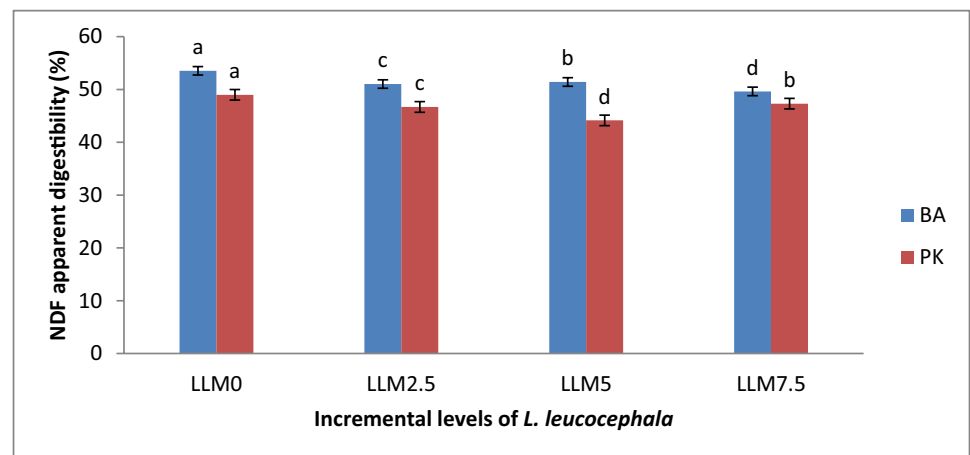 NDF apparent digestibility (%)
60
50
40
30
20
10
0
a
a
c
c
b
d
d
b
LLM0
LLM2.5
LLM5
LLM7.5
Incremental levels of L. leucocephala
BA
PK